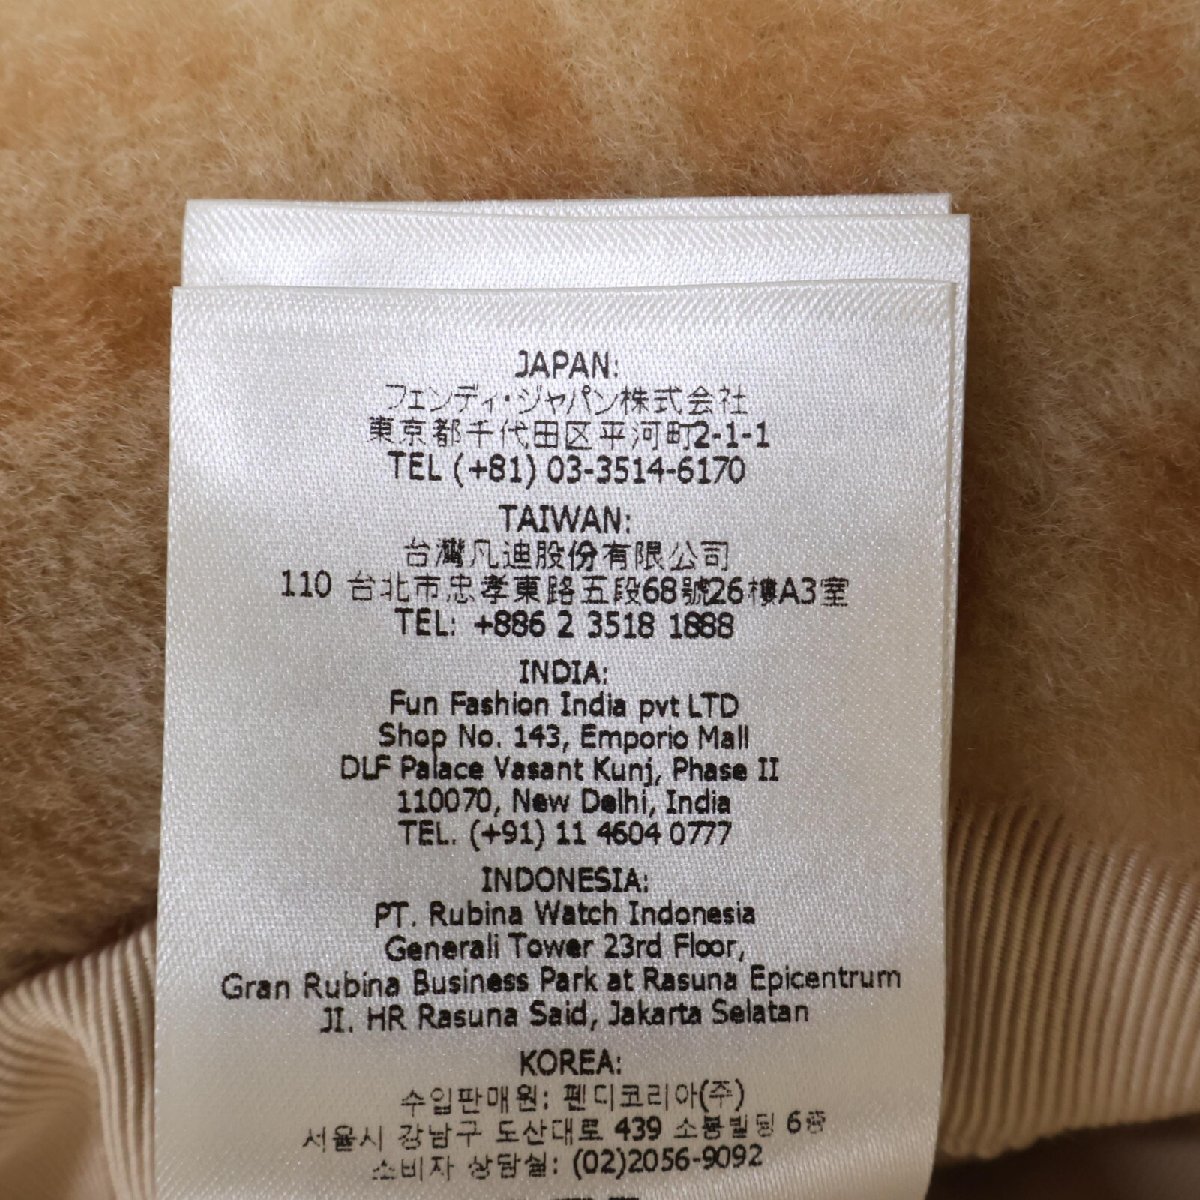 JAPAN:
フェンディ・ジャパン株式会社
東京都千代田区平河町2-1-1
TEL (+81) 03-3514-6170
TAIWAN:
台灣凡迪股份有限公司
110 台北市忠孝東路五段68號26樓A3室
TEL: +886 2 3518 1888
INDIA:
Fun Fashion India pvt LTD
Shop No. 143, Emporio Mall
DLF Palace Vasant Kunj, Phase II
110070, New Delhi, India
TEL. (+91) 11 4604 0777
INDONESIA:
PT. Rubina Watch Indonesia
Generali Tower 23rd Floor,
Gran Rubina Business Park at Rasuna Epicentrum
JI. HR Rasuna Said, Jakarta Selatan
KOREA:
수입판매원: 펜디코리아(주)
서울시 강남구 도산대로 439 소봉빌딩 6층
소비자 상담실: (02)2056-9092